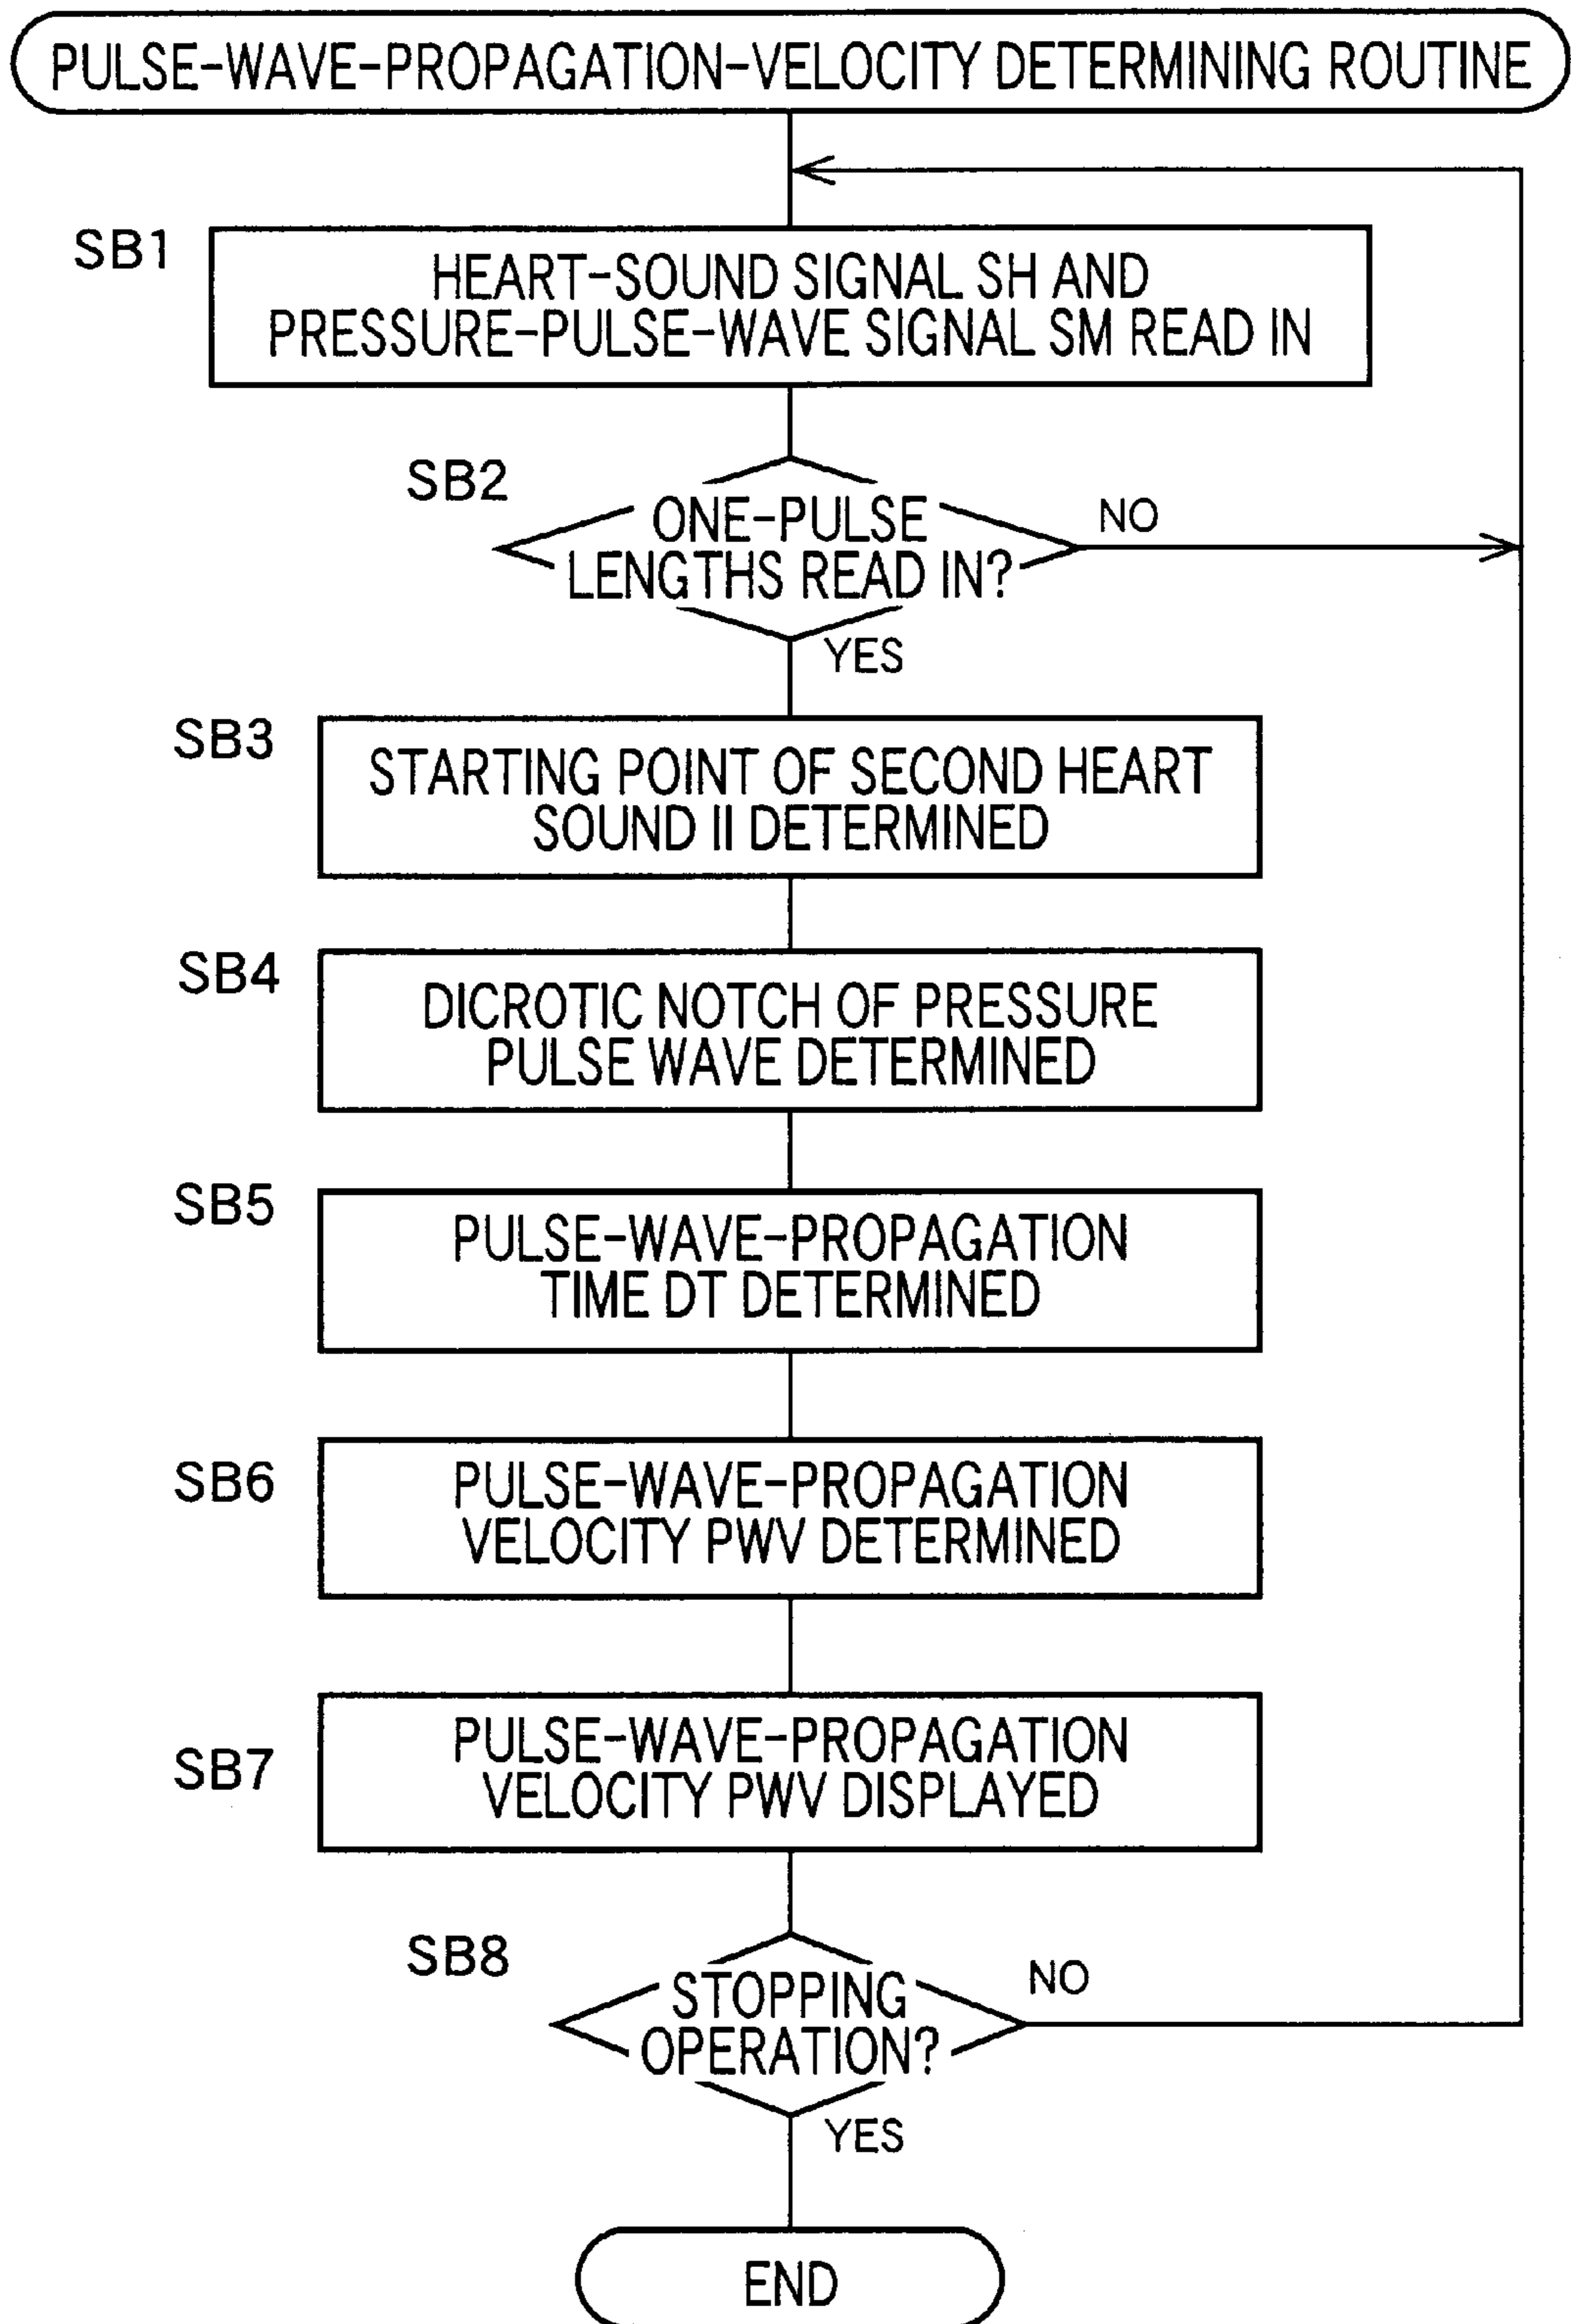 PULSE-WAVE-PROPAGATION-VELOCITY DETERMINING ROUTINE
SB1
HEART-SOUND SIGNAL SH AND
PRESSURE-PULSE-WAVE SIGNAL SM READ IN
SB2
ONE-PULSE
LENGTHS READ IN?
NO
YES
SB3
STARTING POINT OF SECOND HEART
SOUND II DETERMINED
SB4
DICROTIC NOTCH OF PRESSURE
PULSE WAVE DETERMINED
SB5
PULSE-WAVE-PROPAGATION
TIME DT DETERMINED
SB6
PULSE-WAVE-PROPAGATION
VELOCITY PWV DETERMINED
SB7
PULSE-WAVE-PROPAGATION
VELOCITY PWV DISPLAYED
SB8
STOPPING
OPERATION?
NO
YES
END